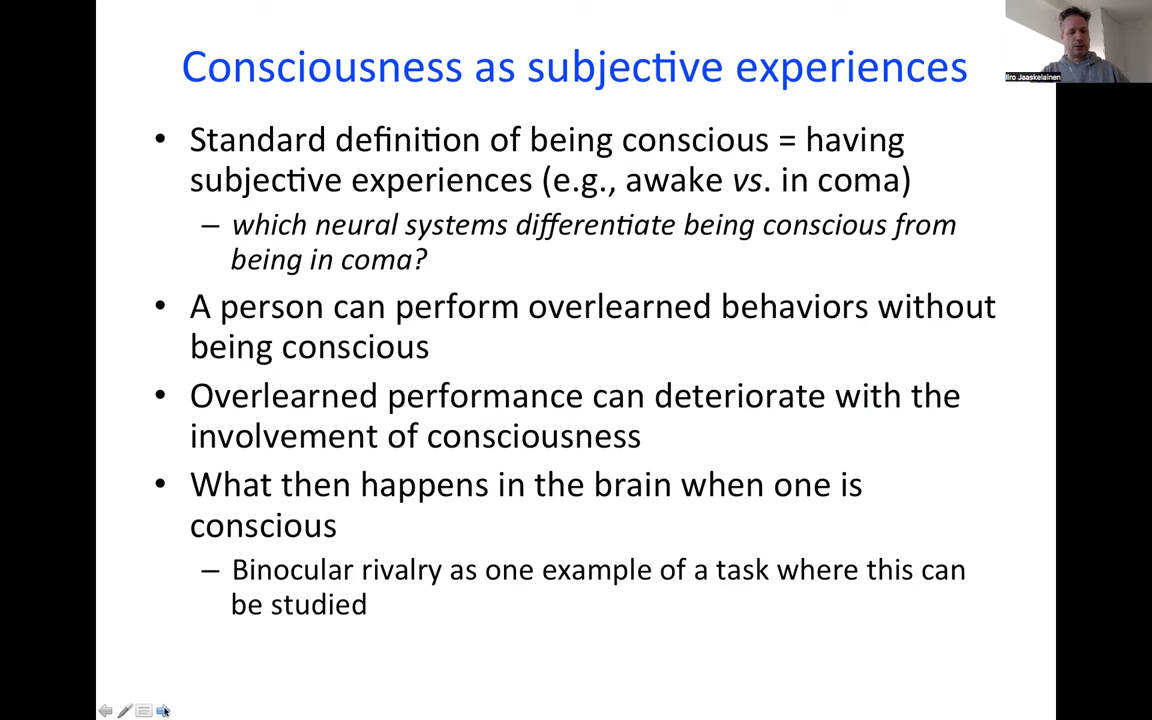 Consciousness as subjective experiences
Iiro Jaaskelainen
• Standard definition of being conscious = having
subjective experiences (e.g., awake vs. in coma)
– which neural systems differentiate being conscious from
being in coma?
• A person can perform overlearned behaviors without
being conscious
• Overlearned performance can deteriorate with the
involvement of consciousness
• What then happens in the brain when one is
conscious
– Binocular rivalry as one example of a task where this can
be studied